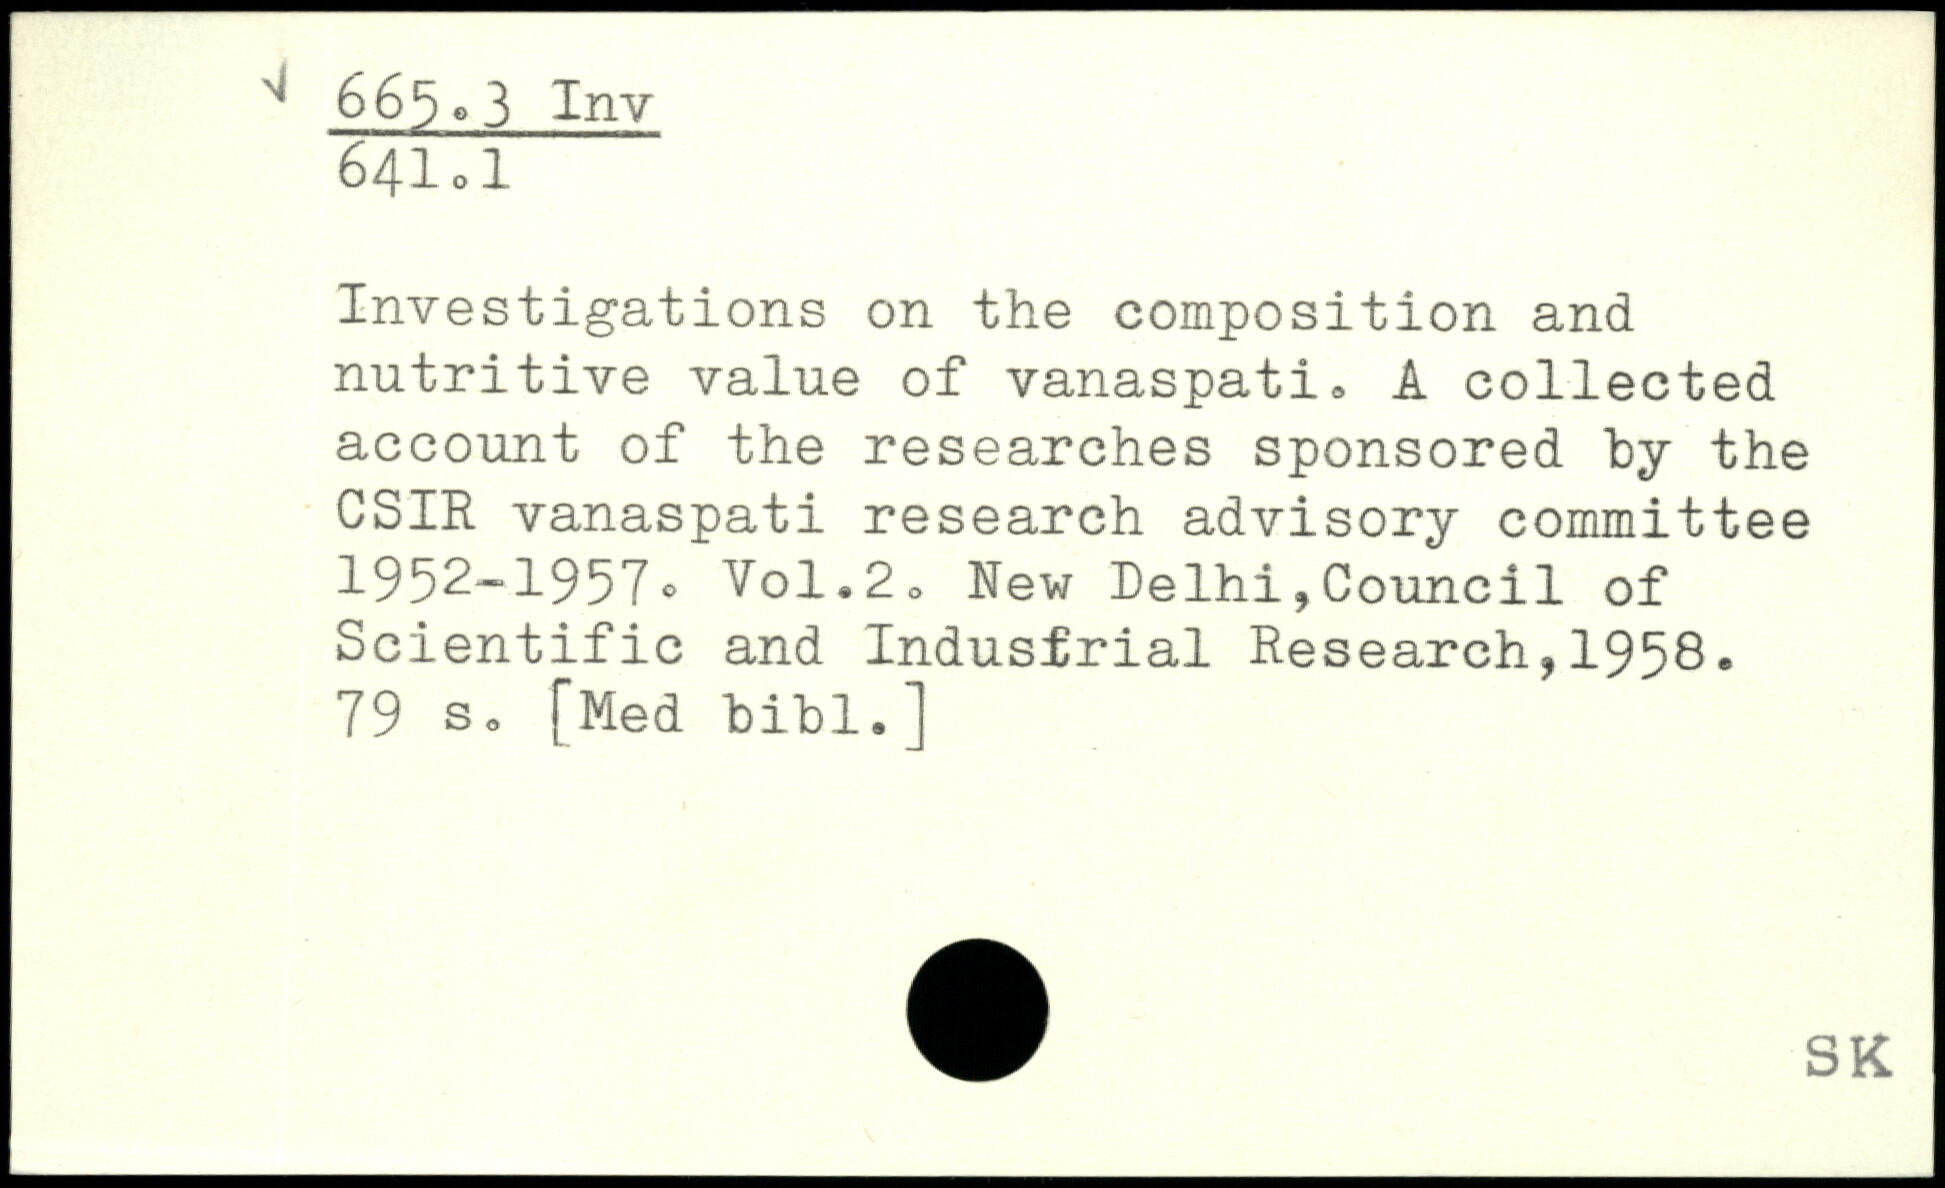 √ 665.3 Inv
641.1
Investigations on the composition and
nutritive value of vanaspati. A collected
account of the researches sponsored by the
CSIR vanaspati research advisory committee
1952-1957. Vol.2. New Delhi,Council of
Scientific and Industrial Research,1958.
79 s. [Med bibl.]
SK